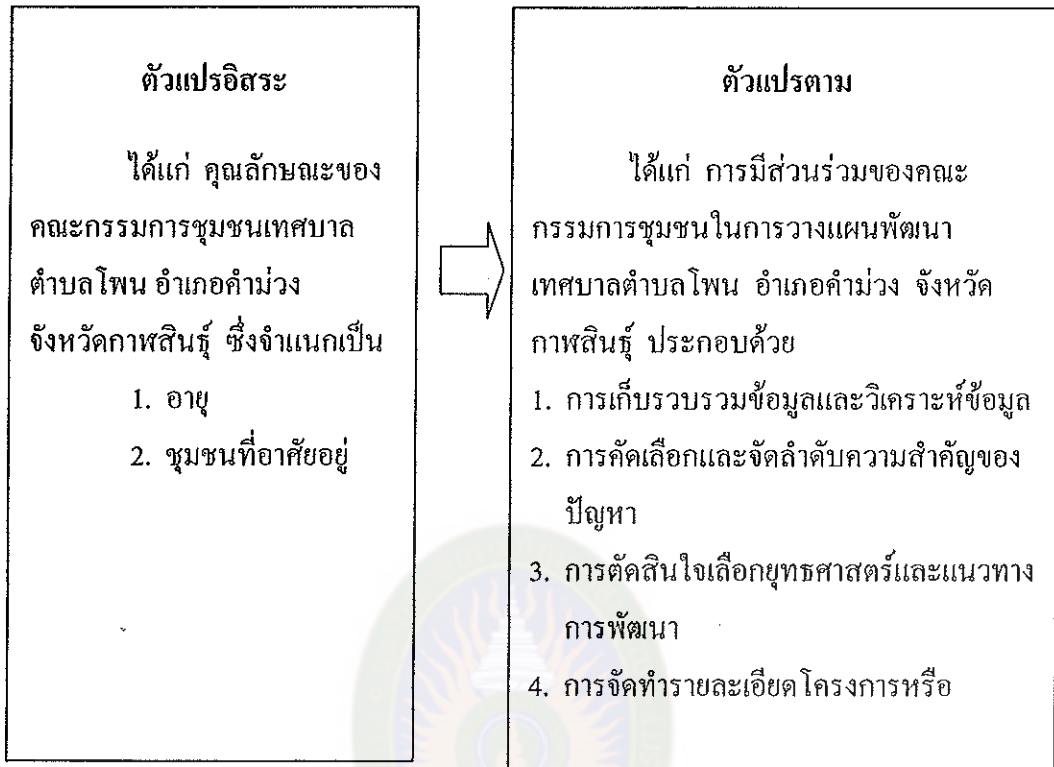 ตัวแปรอิสระ
ได้แก่ คุณลักษณะของ
คณะกรรมการชุมชนเทศบาล
ตำบลโพน อำเภอคำม่วง
จังหวัดกาฬสินธุ์ ซึ่งจำแนกเป็น
1. อายุ
2. ชุมชนที่อาศัยอยู่
ตัวแปรตาม
ได้แก่ การมีส่วนร่วมของคณะ
กรรมการชุมชนในการวางแผนพัฒนา
เทศบาลตำบลโพน อำเภอคำม่วง จังหวัด
กาฬสินธุ์ ประกอบด้วย
1. การเก็บรวบรวมข้อมูลและวิเคราะห์ข้อมูล
2. การคัดเลือกและจัดลำดับความสำคัญของ
ปัญหา
3. การตัดสินใจเลือกยุทธศาสตร์และแนวทาง
การพัฒนา
4. การจัดทำรายละเอียดโครงการหรือ